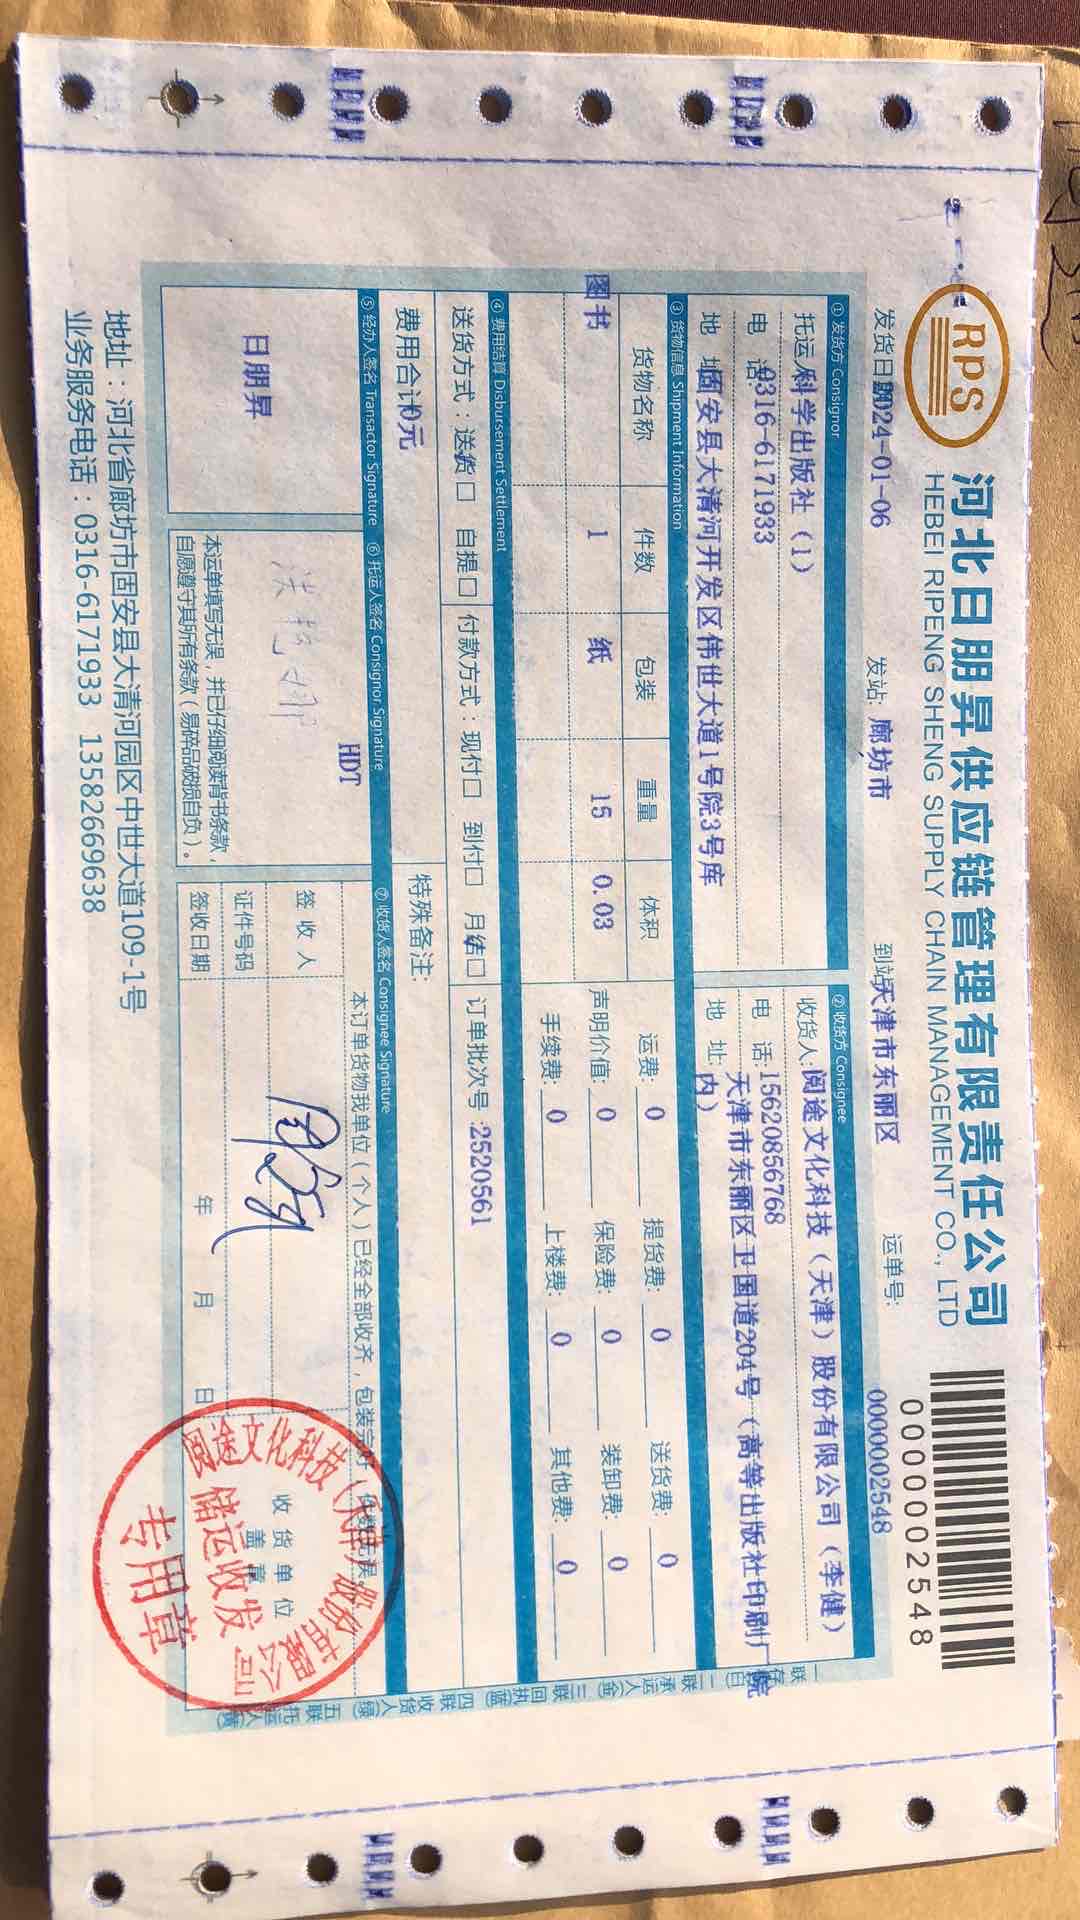 RPS
河北日朋昇供应链管理有限责任公司
HEBEI RIPENG SHENG SUPPLY CHAIN MANAGEMENT CO., LTD
0000002548
发货日期2024-01-06 发站: 廊坊市 到站:天津市东丽区 运单号: 0000002548
① 发货方 Consignor
托运人:科学出版社（1）
电 话:0316-6171933
地 址:固安县大清河开发区伟世大道1号院3号库
② 收货方 Consignee
收货人:阅途文化科技（天津）股份有限公司（李健）
电 话:15620856768
地 址:天津市东丽区卫国道204号（高等出版社印刷厂院内）
③ 货物信息 Shipment Information
货物名称 件数 包装 重量 体积
图书 1 纸 15 0.03
运费: 0 提货费: 0 送货费: 0
声明价值: 0 保险费: 0 装卸费: 0
手续费: 0 上楼费: 0 其他费: 0
④ 费用结算 Disbursement Settlement
送货方式：送货 自提 付款方式：现付 到付 月结 订单批次号:2520561
费用合计:0元 特殊备注:
⑤ 经办人签名 Transactor Signature ⑥ 托运人签名 Consignor Signature ⑦ 收货人签名 Consignee Signature
日朋昇
HDT
本运单填写无误，并已仔细阅读背书条款，
自愿遵守其所有条款（易碎品破损自负）。
本订单货物我单位（个人）已经全部收齐，包装完好，件数无误。
签 收 人
证件号码
签收日期 年 月 日
收货单位
盖章
阅途文化科技（天津）股份有限公司
储运收发
专用章
一联存根(白) 二联承运人(金) 三联回执(蓝) 四联收货人(绿) 五联托运人(黄)
地址：河北省廊坊市固安县大清河园区中世大道109-1号
业务服务电话：0316-6171933 13582669638